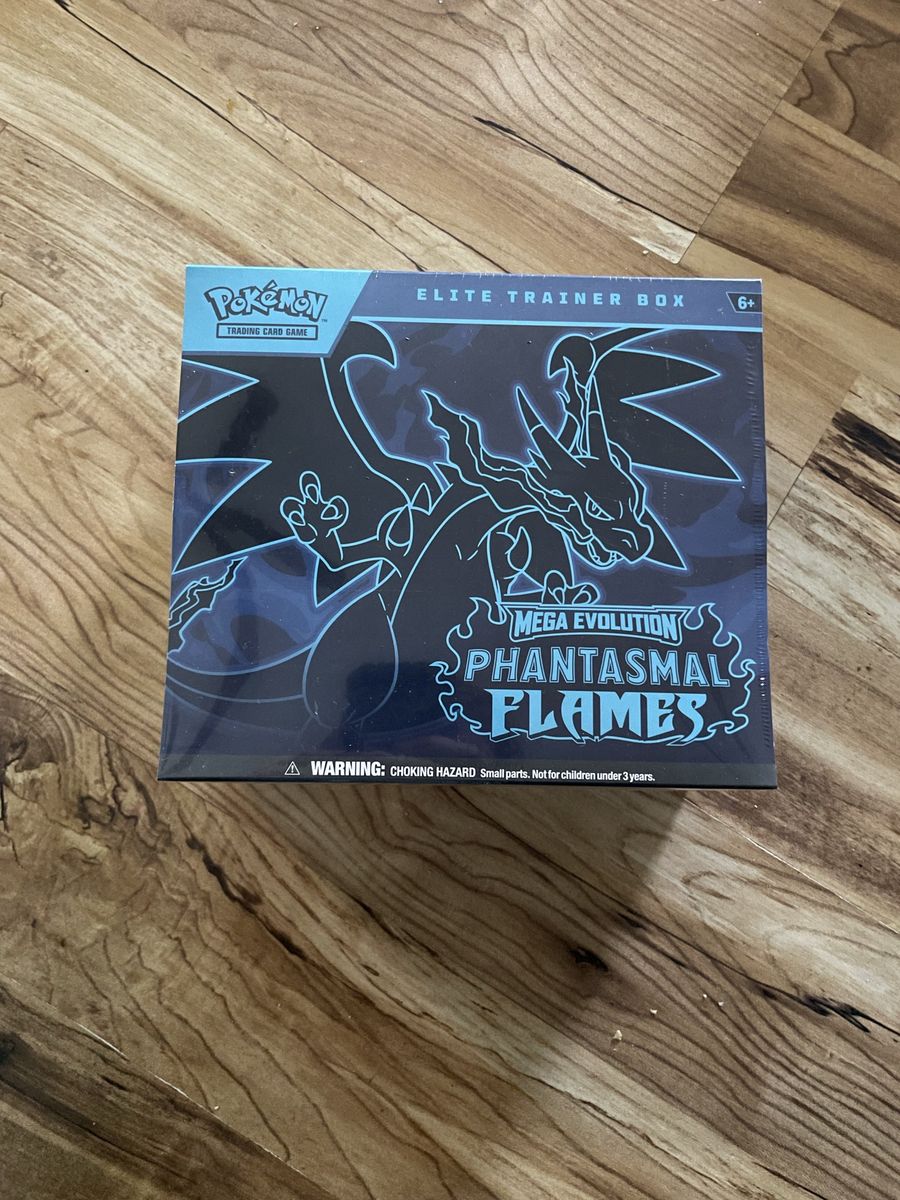 POKéMON
TRADING CARD GAME
ELITE TRAINER BOX
6+
MEGA EVOLUTION
PHANTASMAL
FLAMES
WARNING: CHOKING HAZARD Small parts. Not for children under 3 years.